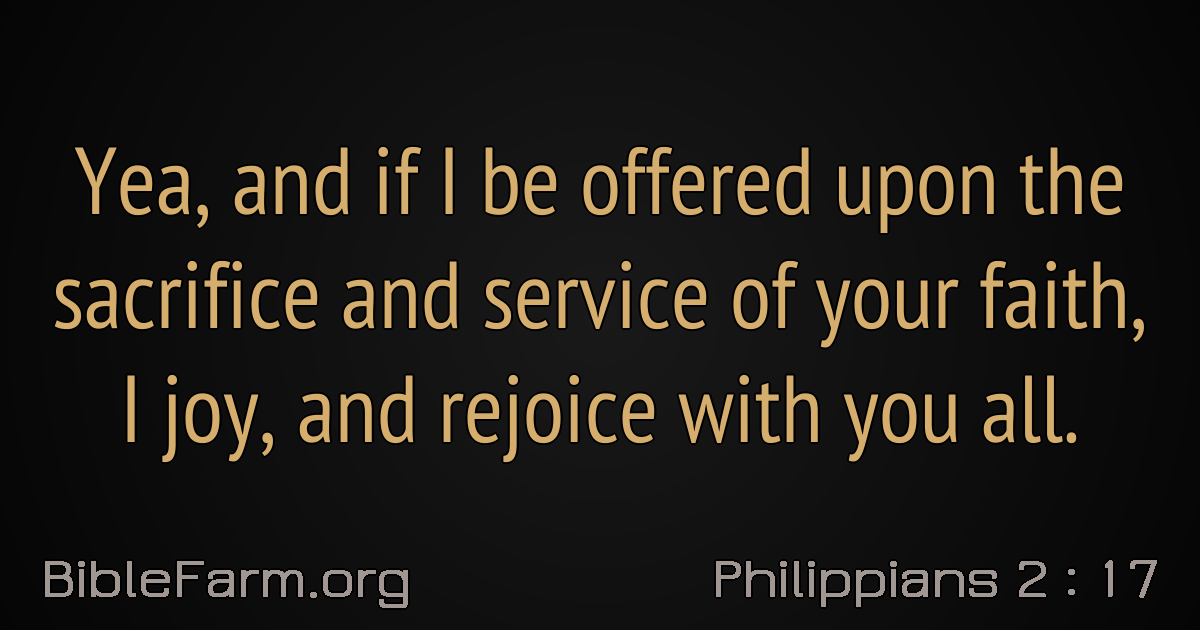 Yea, and if I be offered upon the
sacrifice and service of your faith,
I joy, and rejoice with you all.
BibleFarm.org
Philippians 2 : 17